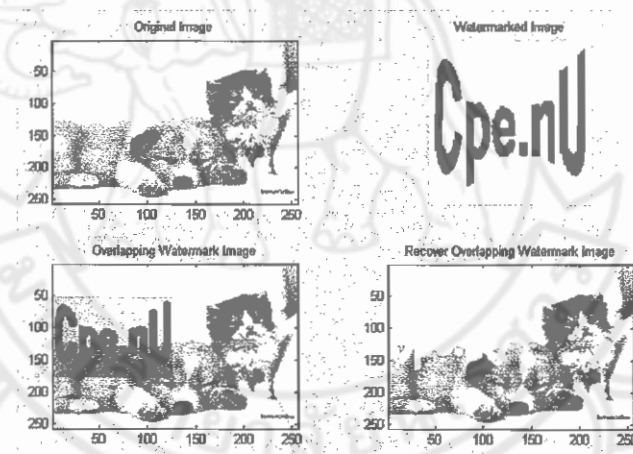 Original Image
50
100
150
200
250
50 100 150 200 250
Watermarked Image
Cpe.nU
Overlapping Watermark Image
50
100
150
200
250
50 100 150 200 250
Cpe.nU
Recover Overlapping Watermark Image
50
100
150
200
250
50 100 150 200 250